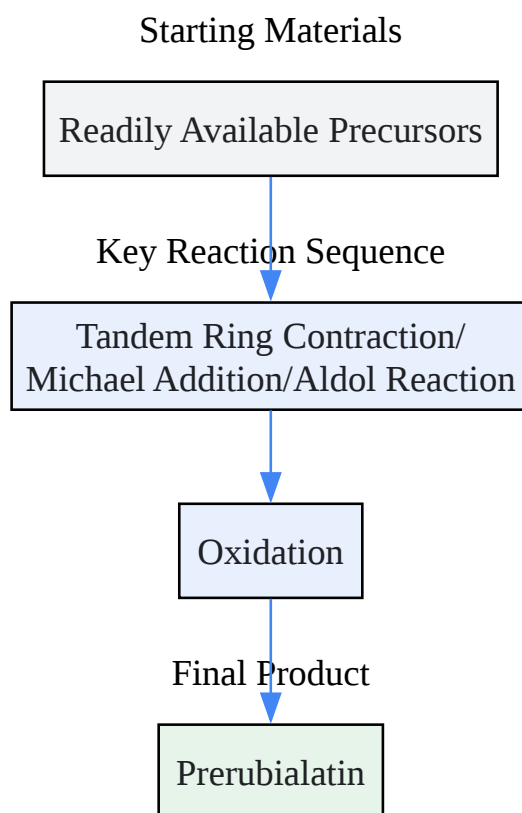 Starting Materials
Readily Available Precursors
Key Reaction Sequence
Tandem Ring Contraction/
Michael Addition/Aldol Reaction
Oxidation
Final Product
Prerubialatin